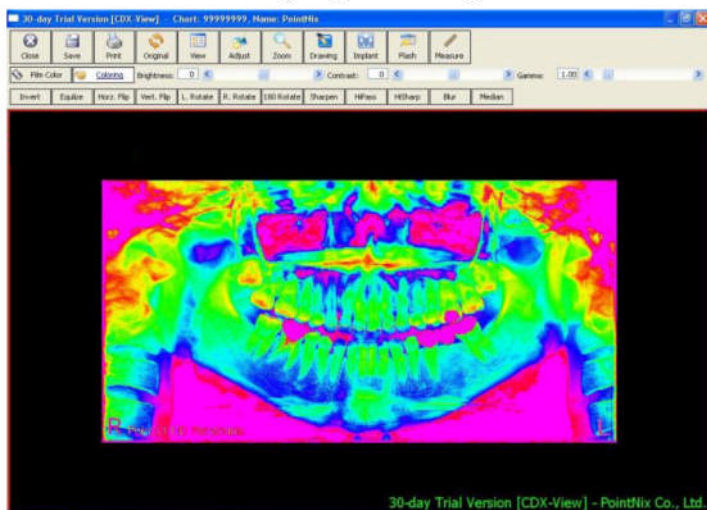 30-day Trial Version [CDX-View] - Chart: 99999999, Name: PointNix
Close Save Print Original View Adjust Zoom Drawing Implant Flash Measure
Film Color Coloring Brightness: 0 Contrast: 0 Gamma: 1.00
Invert Equlize Horz. Flip Vert. Flip L. Rotate R. Rotate 180 Rotate Sharpen HiPass HiSharp Blur Median
R L
30-day Trial Version [CDX-View] - PointNix Co., Ltd.